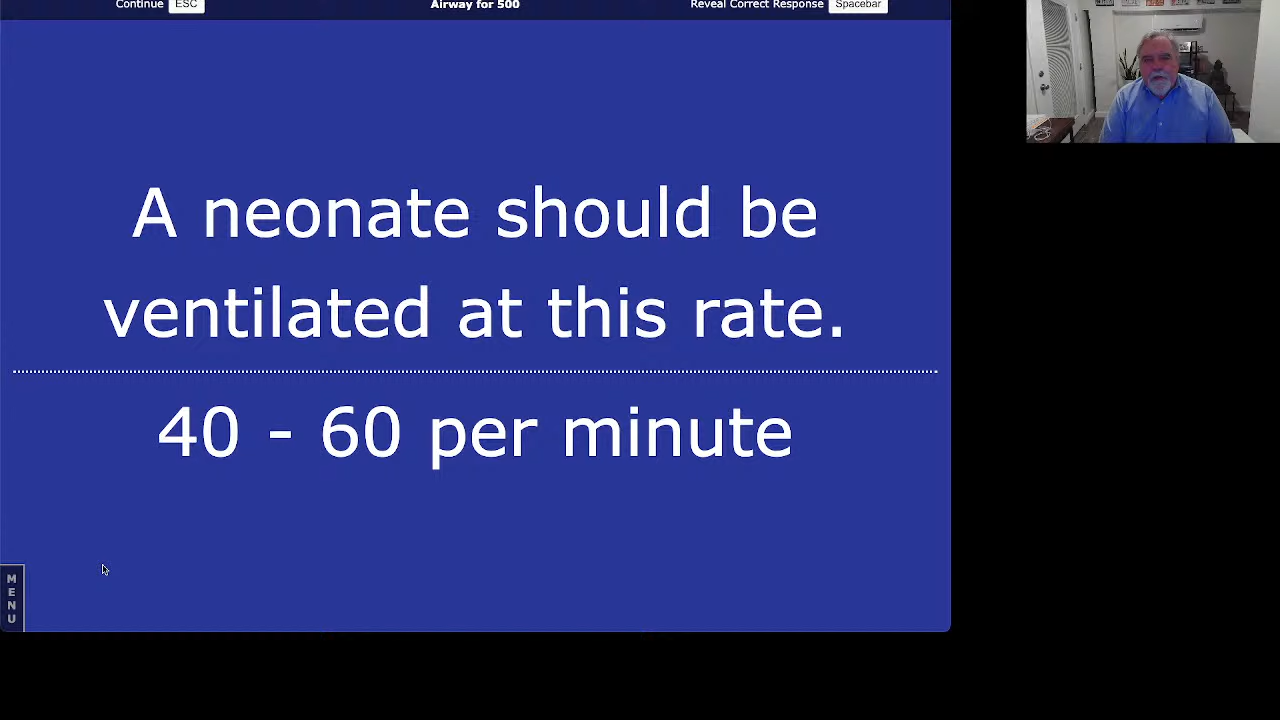 Continue ESC Airway for 500 Reveal Correct Response Spacebar
A neonate should be
ventilated at this rate.
40 - 60 per minute
MENU